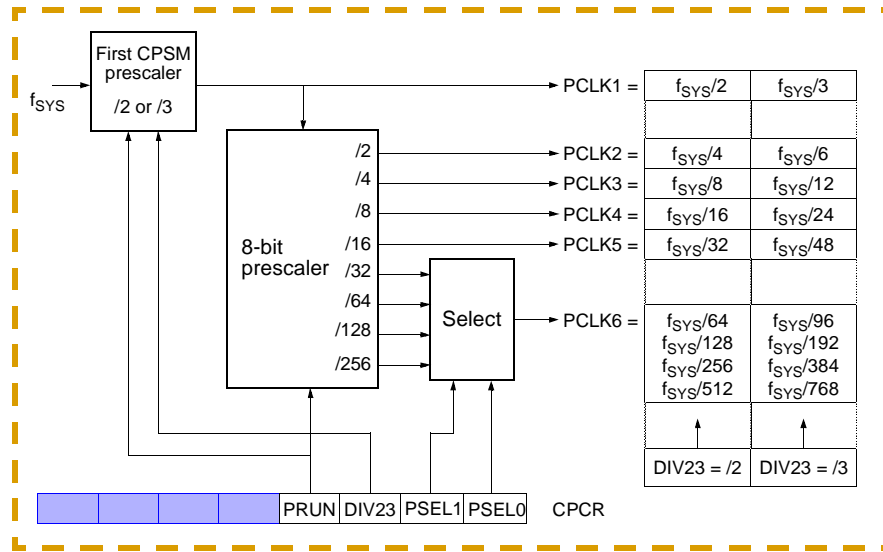 First CPSM
prescaler
/2 or /3
fSYS
PCLK1 = fSYS/2 fSYS/3
/2 PCLK2 = fSYS/4 fSYS/6
/4 PCLK3 = fSYS/8 fSYS/12
/8 PCLK4 = fSYS/16 fSYS/24
/16 PCLK5 = fSYS/32 fSYS/48
8-bit
prescaler
/32
/64
/128
/256
Select
PCLK6 = fSYS/64 fSYS/96
fSYS/128 fSYS/192
fSYS/256 fSYS/384
fSYS/512 fSYS/768
DIV23 = /2 DIV23 = /3
PRUN DIV23 PSEL1 PSEL0 CPCR